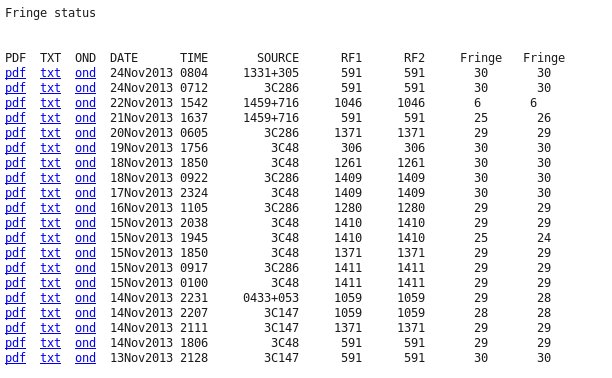 Fringe status
PDF TXT OND DATE TIME SOURCE RF1 RF2 Fringe Fringe
pdf txt ond 24Nov2013 0804 1331+305 591 591 30 30
pdf txt ond 24Nov2013 0712 3C286 591 591 30 30
pdf txt ond 22Nov2013 1542 1459+716 1046 1046 6 6
pdf txt ond 21Nov2013 1637 1459+716 591 591 25 26
pdf txt ond 20Nov2013 0605 3C286 1371 1371 29 29
pdf txt ond 19Nov2013 1756 3C48 306 306 30 30
pdf txt ond 18Nov2013 1850 3C48 1261 1261 30 30
pdf txt ond 18Nov2013 0922 3C286 1409 1409 30 30
pdf txt ond 17Nov2013 2324 3C48 1409 1409 30 30
pdf txt ond 16Nov2013 1105 3C286 1280 1280 29 29
pdf txt ond 15Nov2013 2038 3C48 1410 1410 29 29
pdf txt ond 15Nov2013 1945 3C48 1410 1410 25 24
pdf txt ond 15Nov2013 1850 3C48 1371 1371 29 29
pdf txt ond 15Nov2013 0917 3C286 1411 1411 29 29
pdf txt ond 15Nov2013 0100 3C48 1411 1411 29 29
pdf txt ond 14Nov2013 2231 0433+053 1059 1059 29 28
pdf txt ond 14Nov2013 2207 3C147 1059 1059 28 28
pdf txt ond 14Nov2013 2111 3C147 1371 1371 29 29
pdf txt ond 14Nov2013 1806 3C48 591 591 29 29
pdf txt ond 13Nov2013 2128 3C147 591 591 30 30